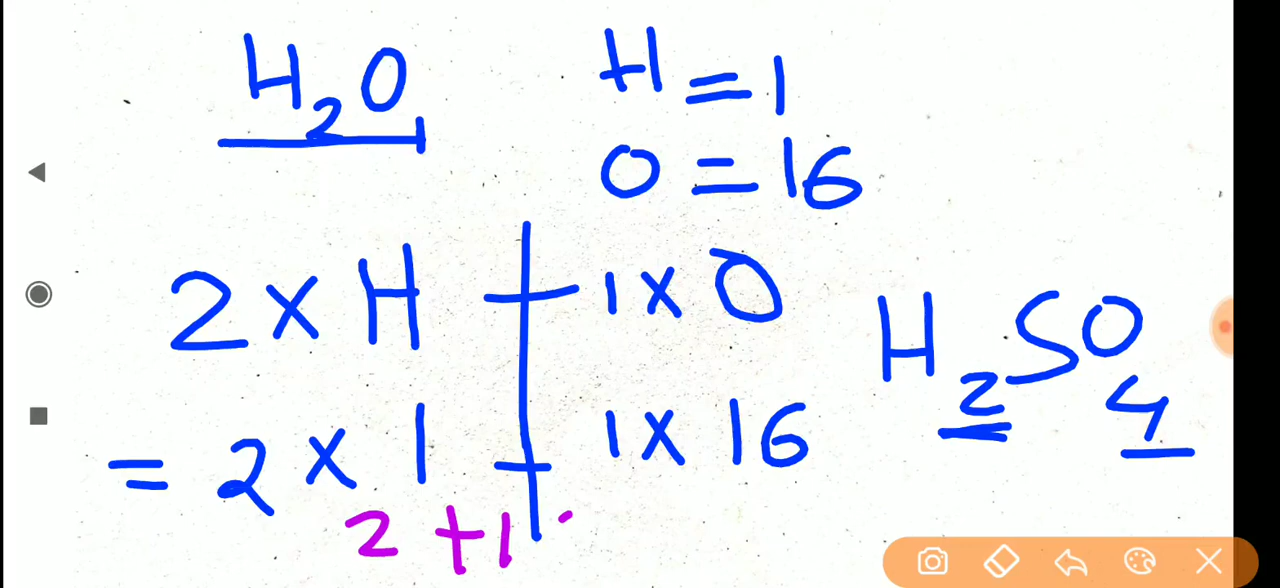 H₂O
H = 1
O = 16
2 x H + 1 x O
H₂SO₄
= 2 x 1 + 1 x 16
2 + 1